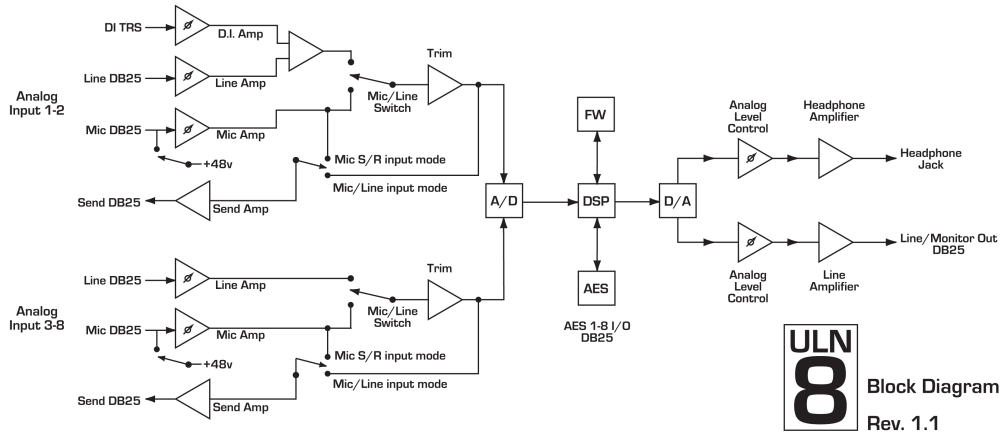 DI TRS
D.I. Amp
Line DB25
Line Amp
Analog
Input 1-2
Mic DB25
Mic Amp
+48v
Send DB25
Send Amp
Mic/Line
Switch
Trim
Mic S/R input mode
Mic/Line input mode
Line DB25
Line Amp
Analog
Input 3-8
Mic DB25
Mic Amp
+48v
Send DB25
Send Amp
Mic/Line
Switch
Trim
Mic S/R input mode
Mic/Line input mode
A/D
FW
DSP
AES
AES 1-8 I/O
DB25
D/A
Analog
Level
Control
Headphone
Amplifier
Headphone
Jack
Analog
Level
Control
Line
Amplifier
Line/Monitor Out
DB25
ULN
8
Block Diagram
Rev. 1.1